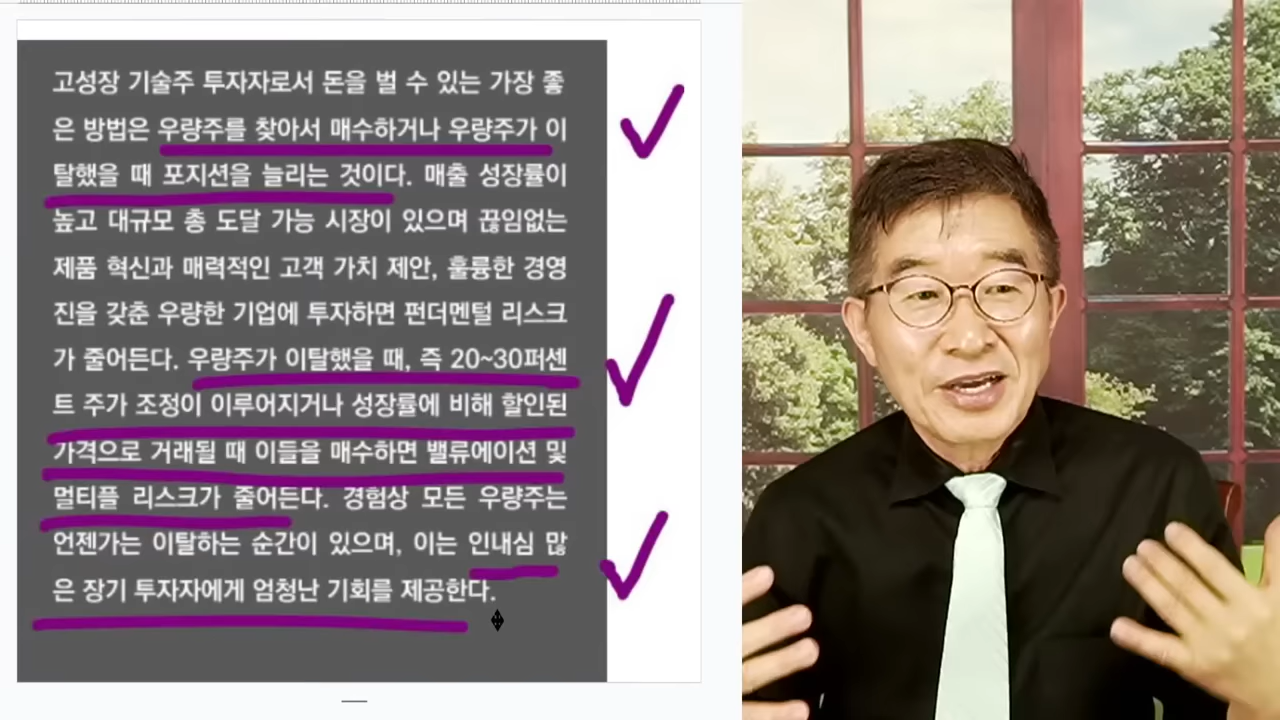 고성장 기술주 투자자로서 돈을 벌 수 있는 가장 좋
은 방법은 우량주를 찾아서 매수하거나 우량주가 이
탈했을 때 포지션을 늘리는 것이다. 매출 성장률이
높고 대규모 총 도달 가능 시장이 있으며 끊임없는
제품 혁신과 매력적인 고객 가치 제안, 훌륭한 경영
진을 갖춘 우량한 기업에 투자하면 펀더멘털 리스크
가 줄어든다. 우량주가 이탈했을 때, 즉 20~30퍼센
트 주가 조정이 이루어지거나 성장률에 비해 할인된
가격으로 거래될 때 이들을 매수하면 밸류에이션 및
멀티플 리스크가 줄어든다. 경험상 모든 우량주는
언젠가는 이탈하는 순간이 있으며, 이는 인내심 많
은 장기 투자자에게 엄청난 기회를 제공한다.